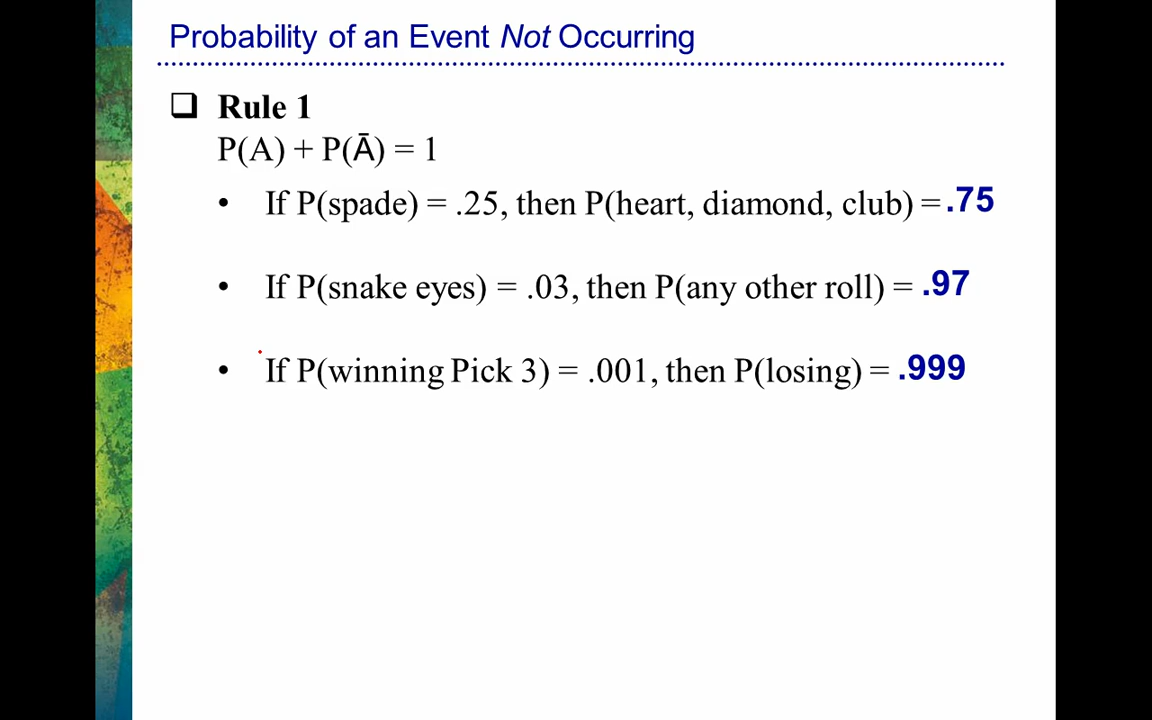 Probability of an Event Not Occurring
❑ Rule 1
P(A) + P(Ā) = 1
• If P(spade) = .25, then P(heart, diamond, club) = .75
• If P(snake eyes) = .03, then P(any other roll) = .97
• If P(winning Pick 3) = .001, then P(losing) = .999